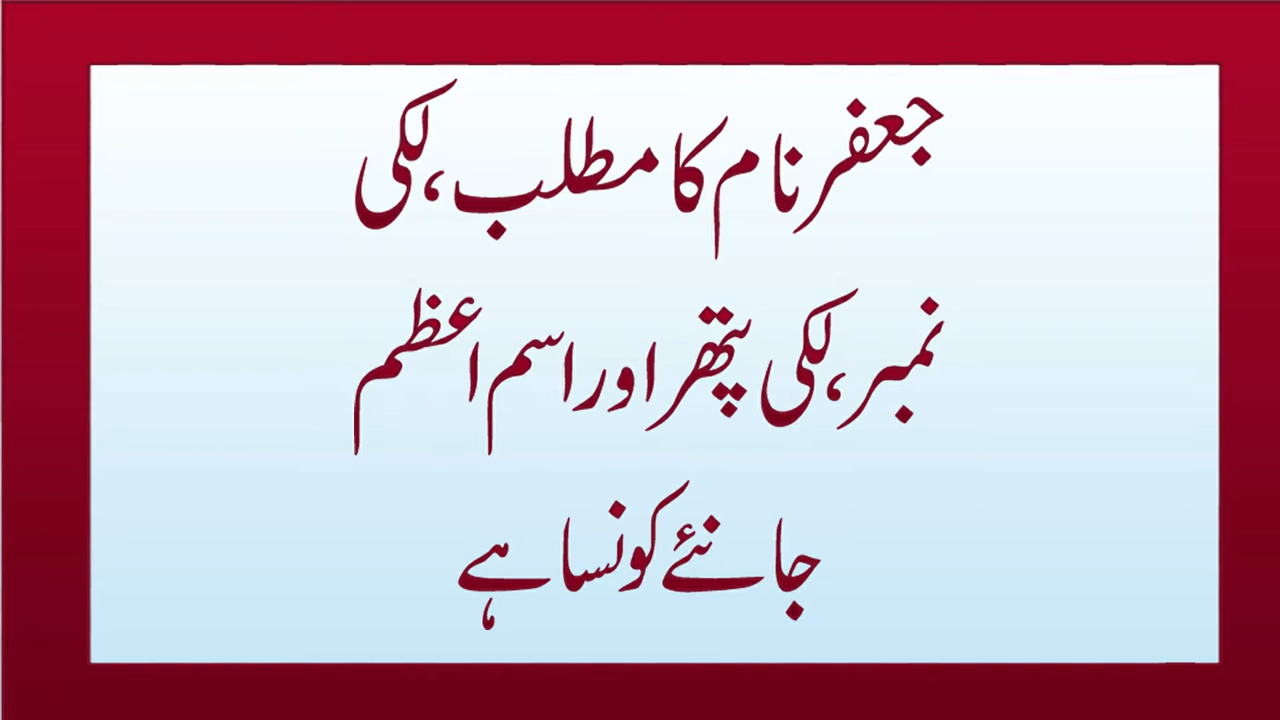 جعفر نام کا مطلب، لکی
نمبر، لکی پتھر اور اسم اعظم
جانئے کونسا ہے